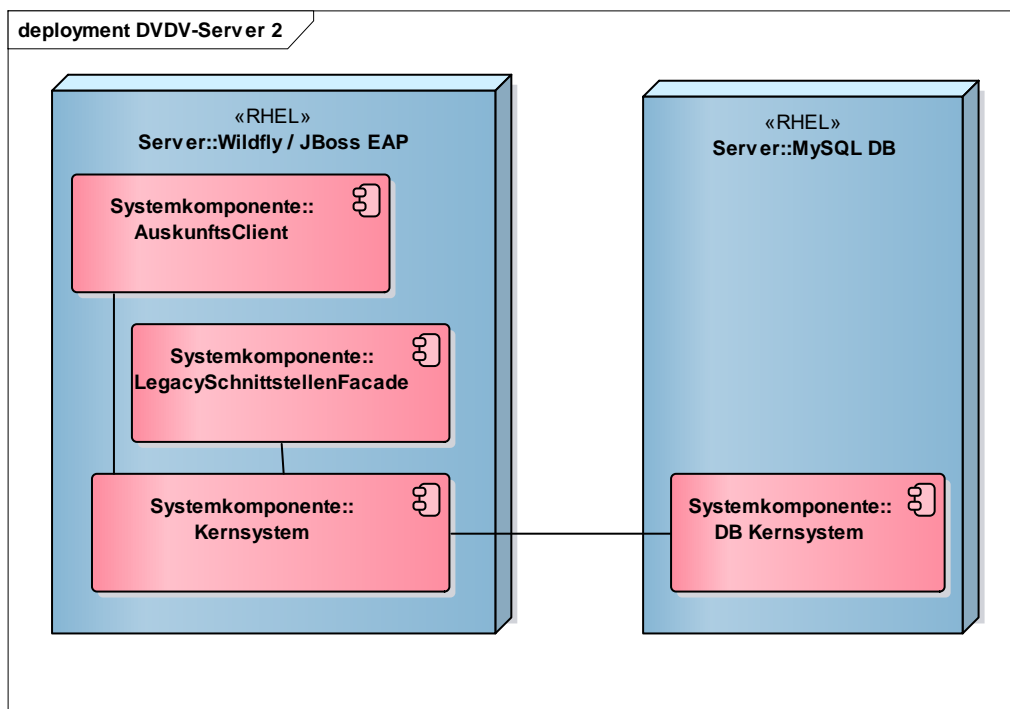 deployment DVDV-Server 2
«RHEL»
Server::Wildfly / JBoss EAP
Systemkomponente::
AuskunftsClient
Systemkomponente::
LegacySchnittstellenFacade
Systemkomponente::
Kernsystem
«RHEL»
Server::MySQL DB
Systemkomponente::
DB Kernsystem